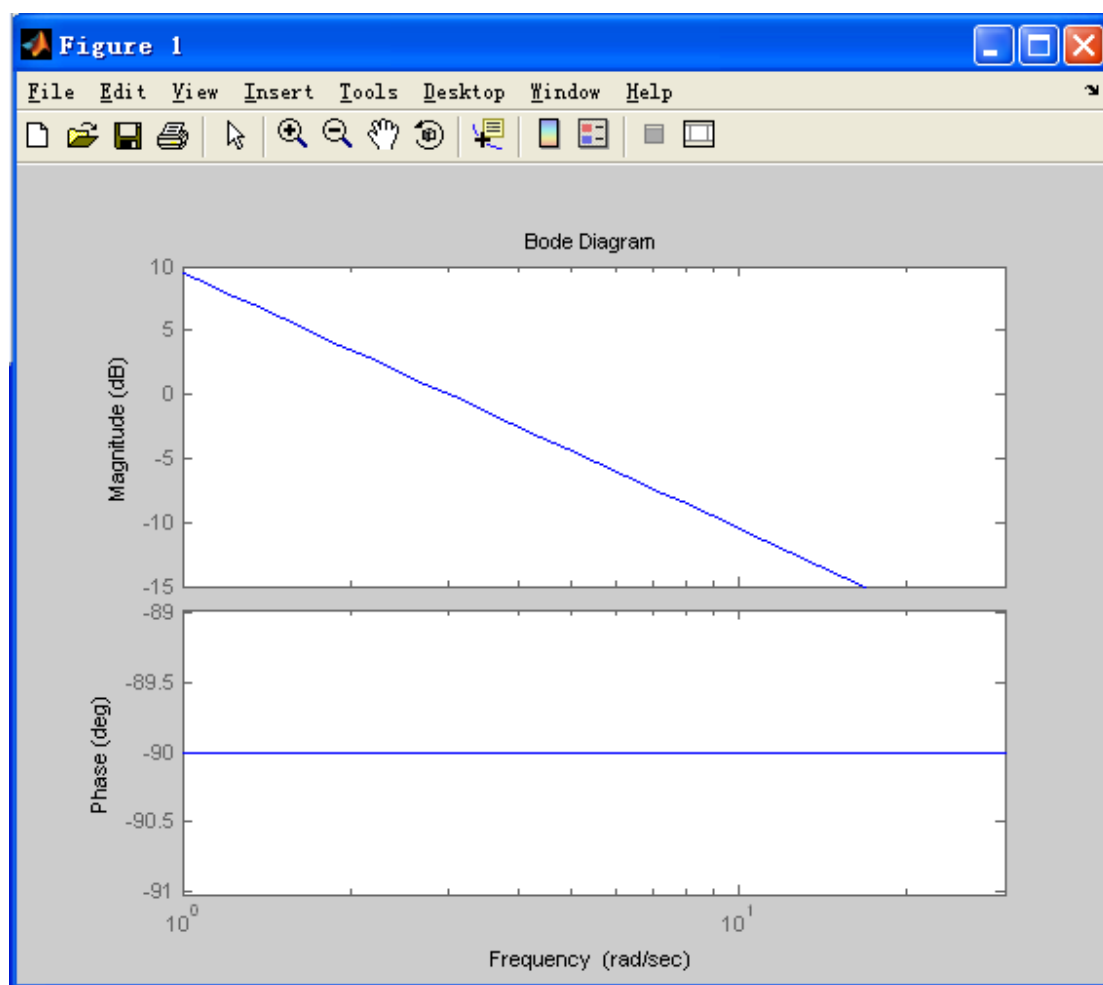 Figure 1
File Edit View Insert Tools Desktop Window Help
Bode Diagram
10
5
0
-5
-10
-15
Magnitude (dB)
-89
-89.5
-90
-90.5
-91
Phase (deg)
10^0
10^1
Frequency (rad/sec)